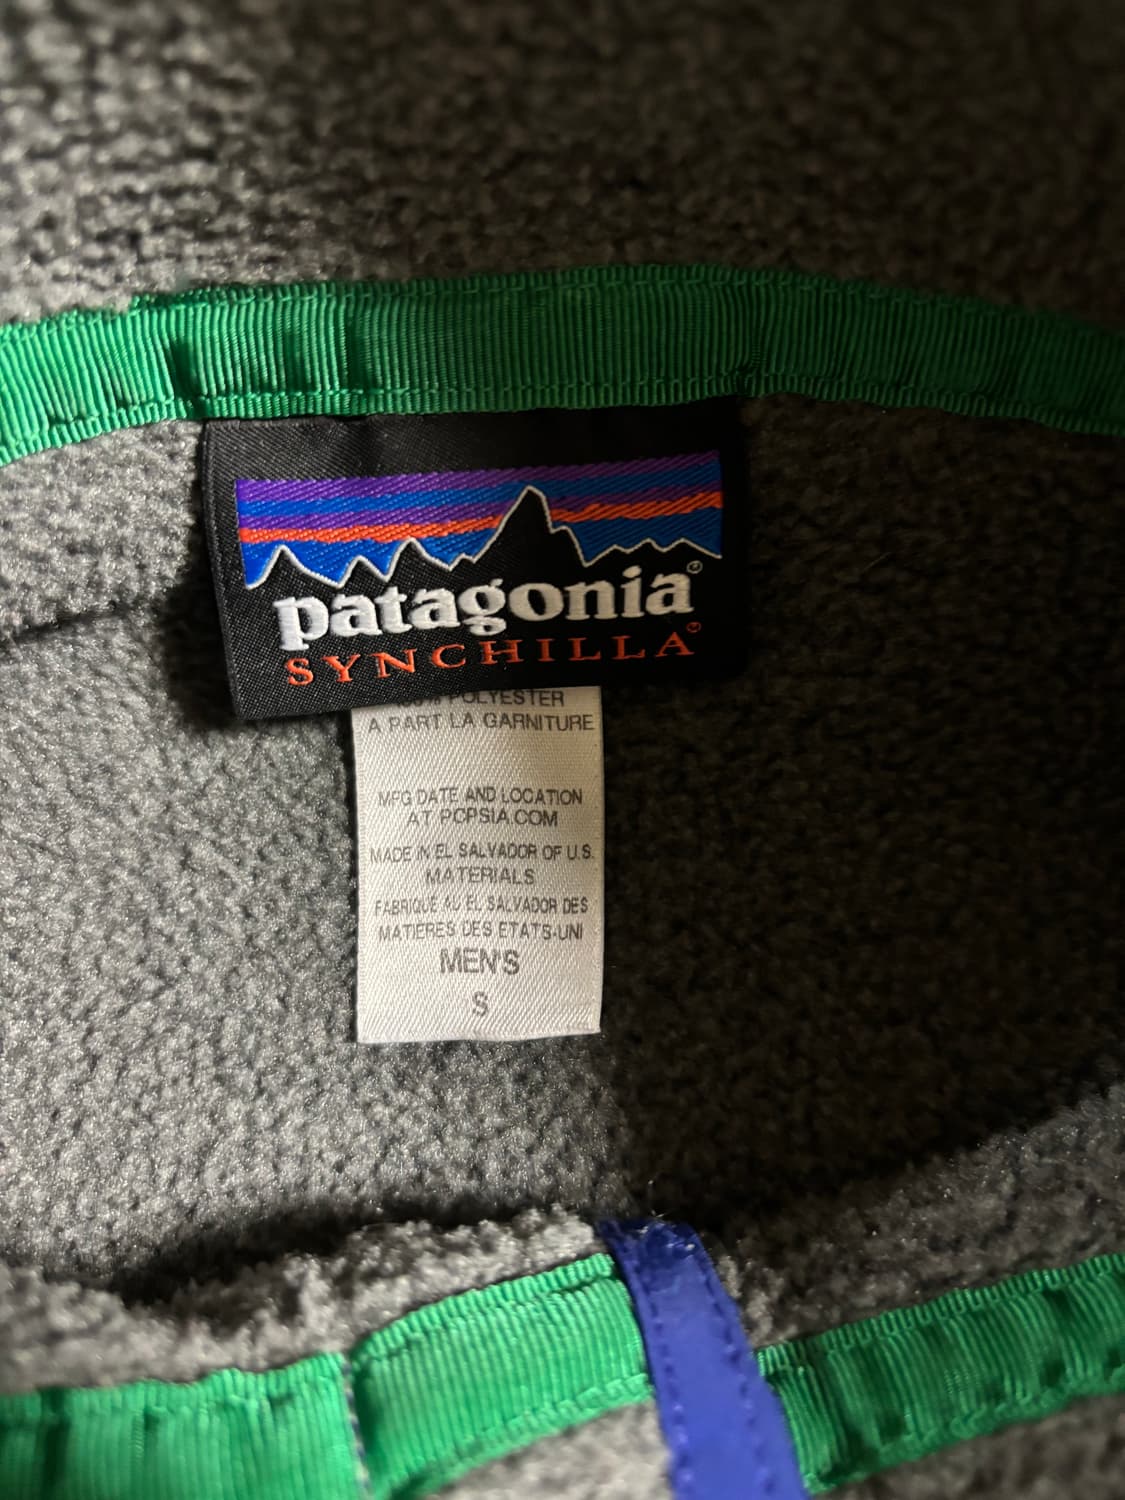 patagonia®
SYNCHILLA®
POLYESTER
A PART LA GARNITURE
MFG DATE AND LOCATION
AT PCPSIA.COM
MADE IN EL SALVADOR OF U.S.
MATERIALS
FABRIQUE AU EL SALVADOR DES
MATIERES DES ETATS-UNI
MEN'S
S